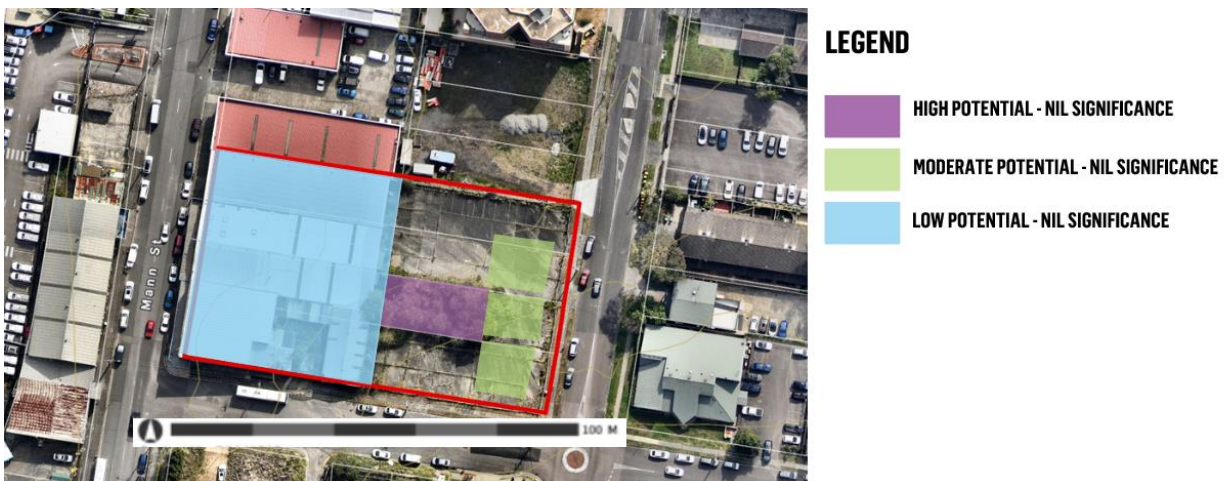 LEGEND
HIGH POTENTIAL - NIL SIGNIFICANCE
MODERATE POTENTIAL - NIL SIGNIFICANCE
LOW POTENTIAL - NIL SIGNIFICANCE
Mann St
100 M